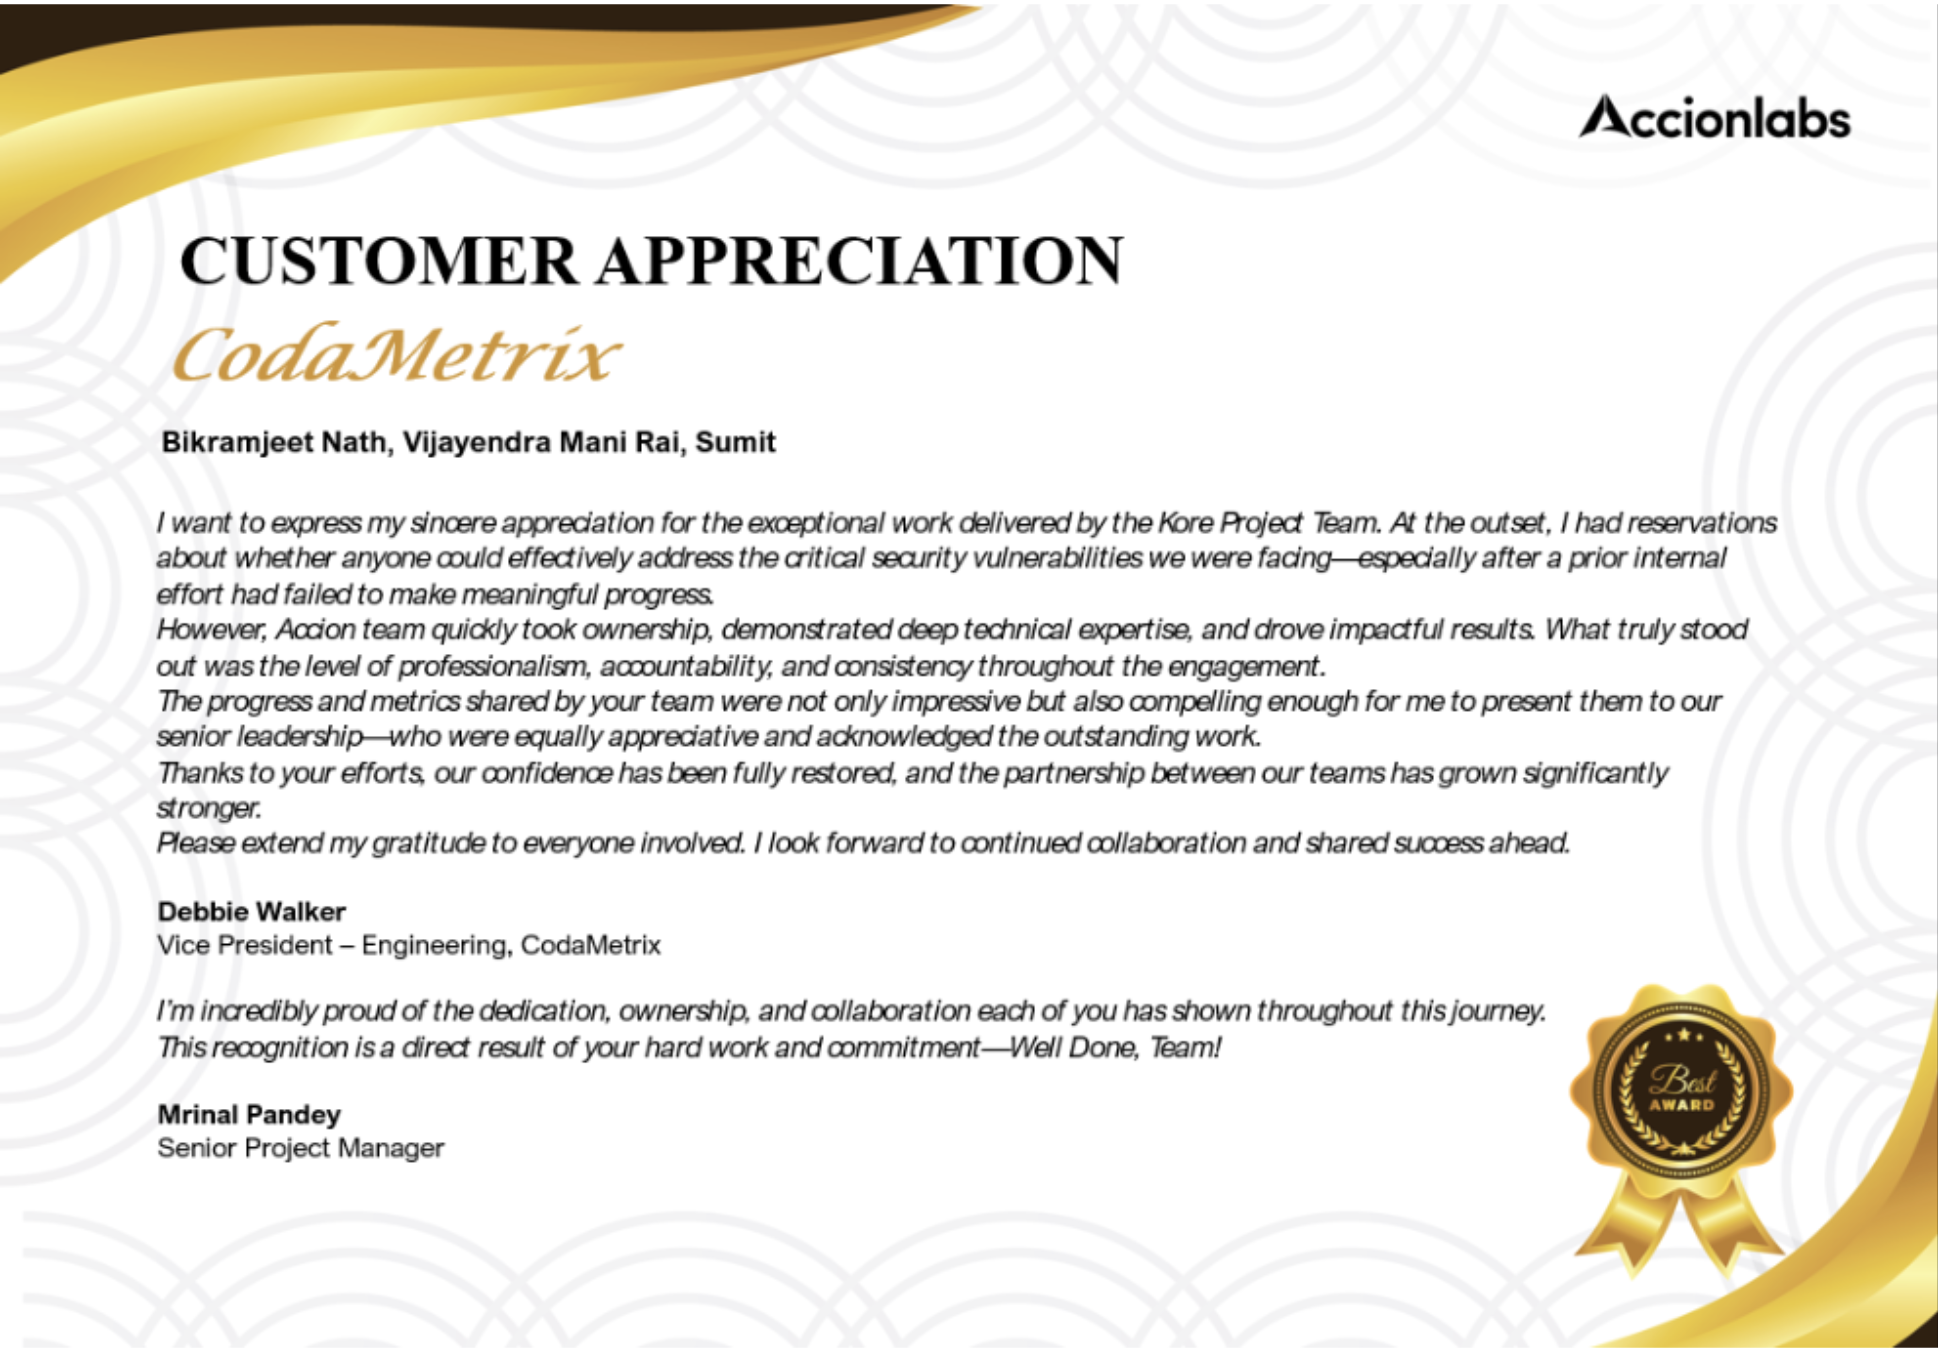 Accionlabs
CUSTOMER APPRECIATION
CodaMetrix
Bikramjeet Nath, Vijayendra Mani Rai, Sumit
I want to express my sincere appreciation for the exceptional work delivered by the Kore Project Team. At the outset, I had reservations
about whether anyone could effectively address the critical security vulnerabilities we were facing—especially after a prior internal
effort had failed to make meaningful progress.
However, Accion team quickly took ownership, demonstrated deep technical expertise, and drove impactful results. What truly stood
out was the level of professionalism, accountability, and consistency throughout the engagement.
The progress and metrics shared by your team were not only impressive but also compelling enough for me to present them to our
senior leadership—who were equally appreciative and acknowledged the outstanding work.
Thanks to your efforts, our confidence has been fully restored, and the partnership between our teams has grown significantly
stronger.
Please extend my gratitude to everyone involved. I look forward to continued collaboration and shared success ahead.
Debbie Walker
Vice President – Engineering, CodaMetrix
I'm incredibly proud of the dedication, ownership, and collaboration each of you has shown throughout this journey.
This recognition is a direct result of your hard work and commitment—Well Done, Team!
Mrinal Pandey
Senior Project Manager
Best
AWARD